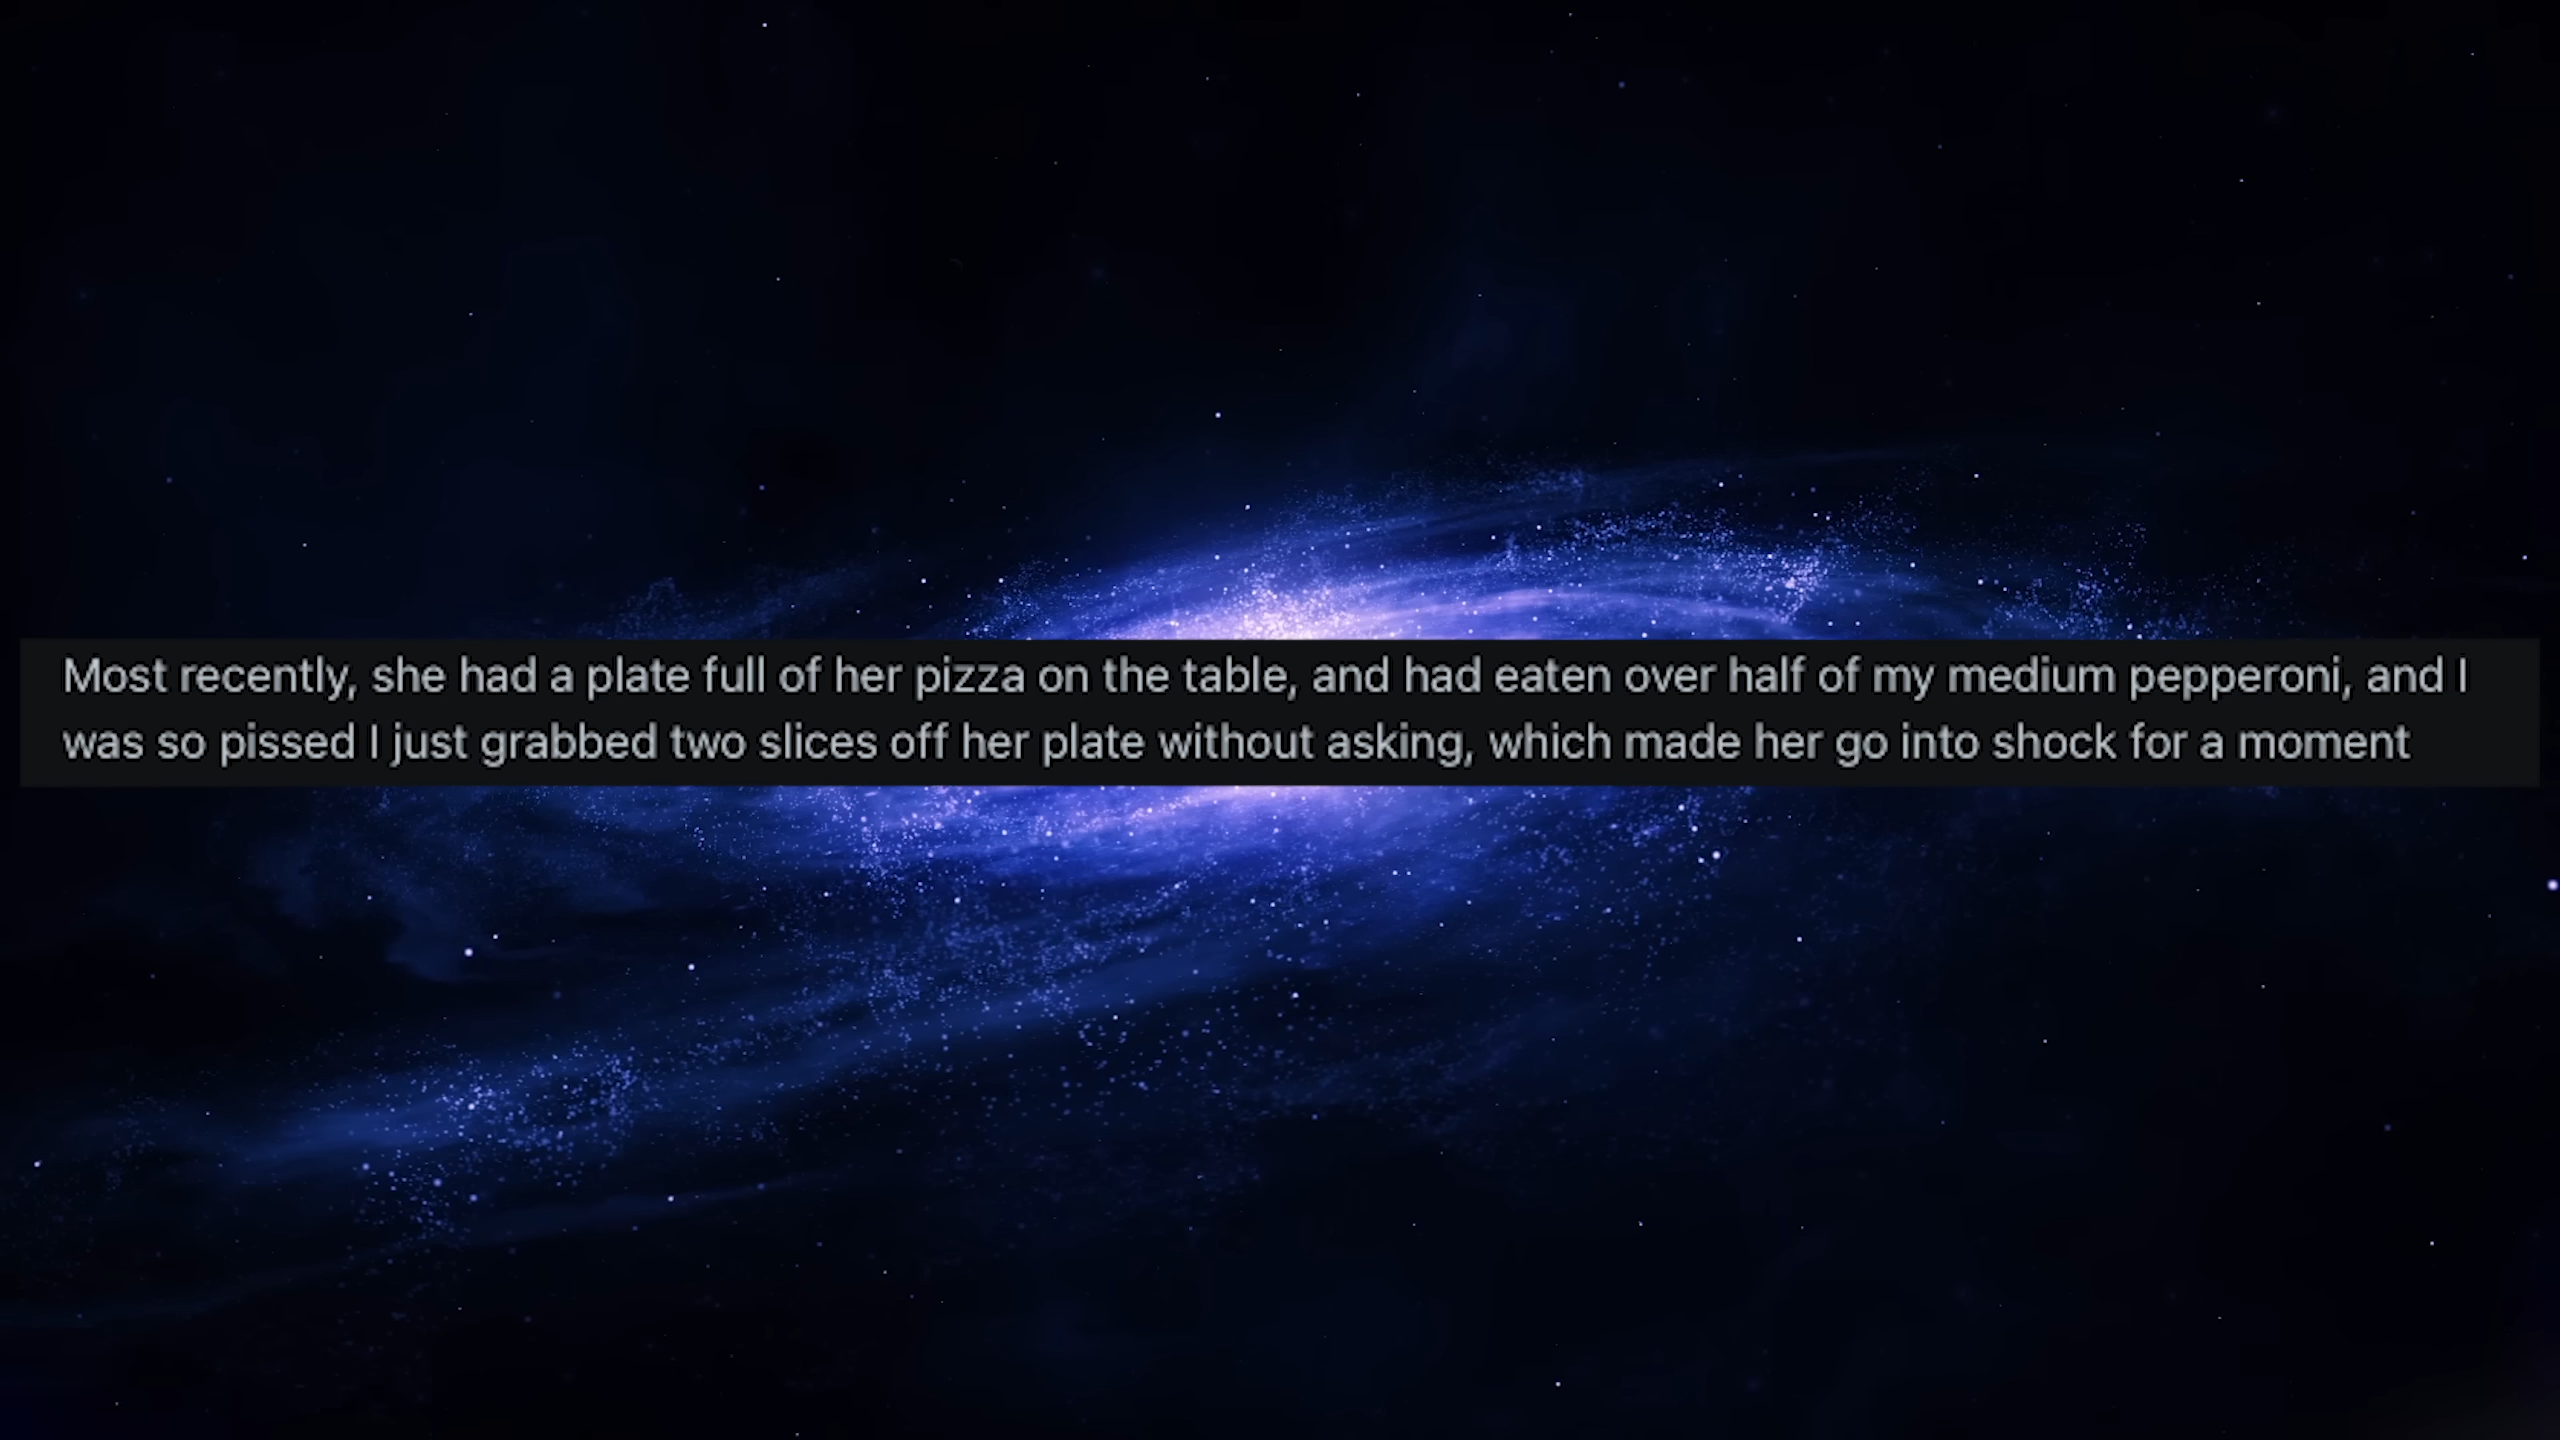 Most recently, she had a plate full of her pizza on the table, and had eaten over half of my medium pepperoni, and I
was so pissed I just grabbed two slices off her plate without asking, which made her go into shock for a moment